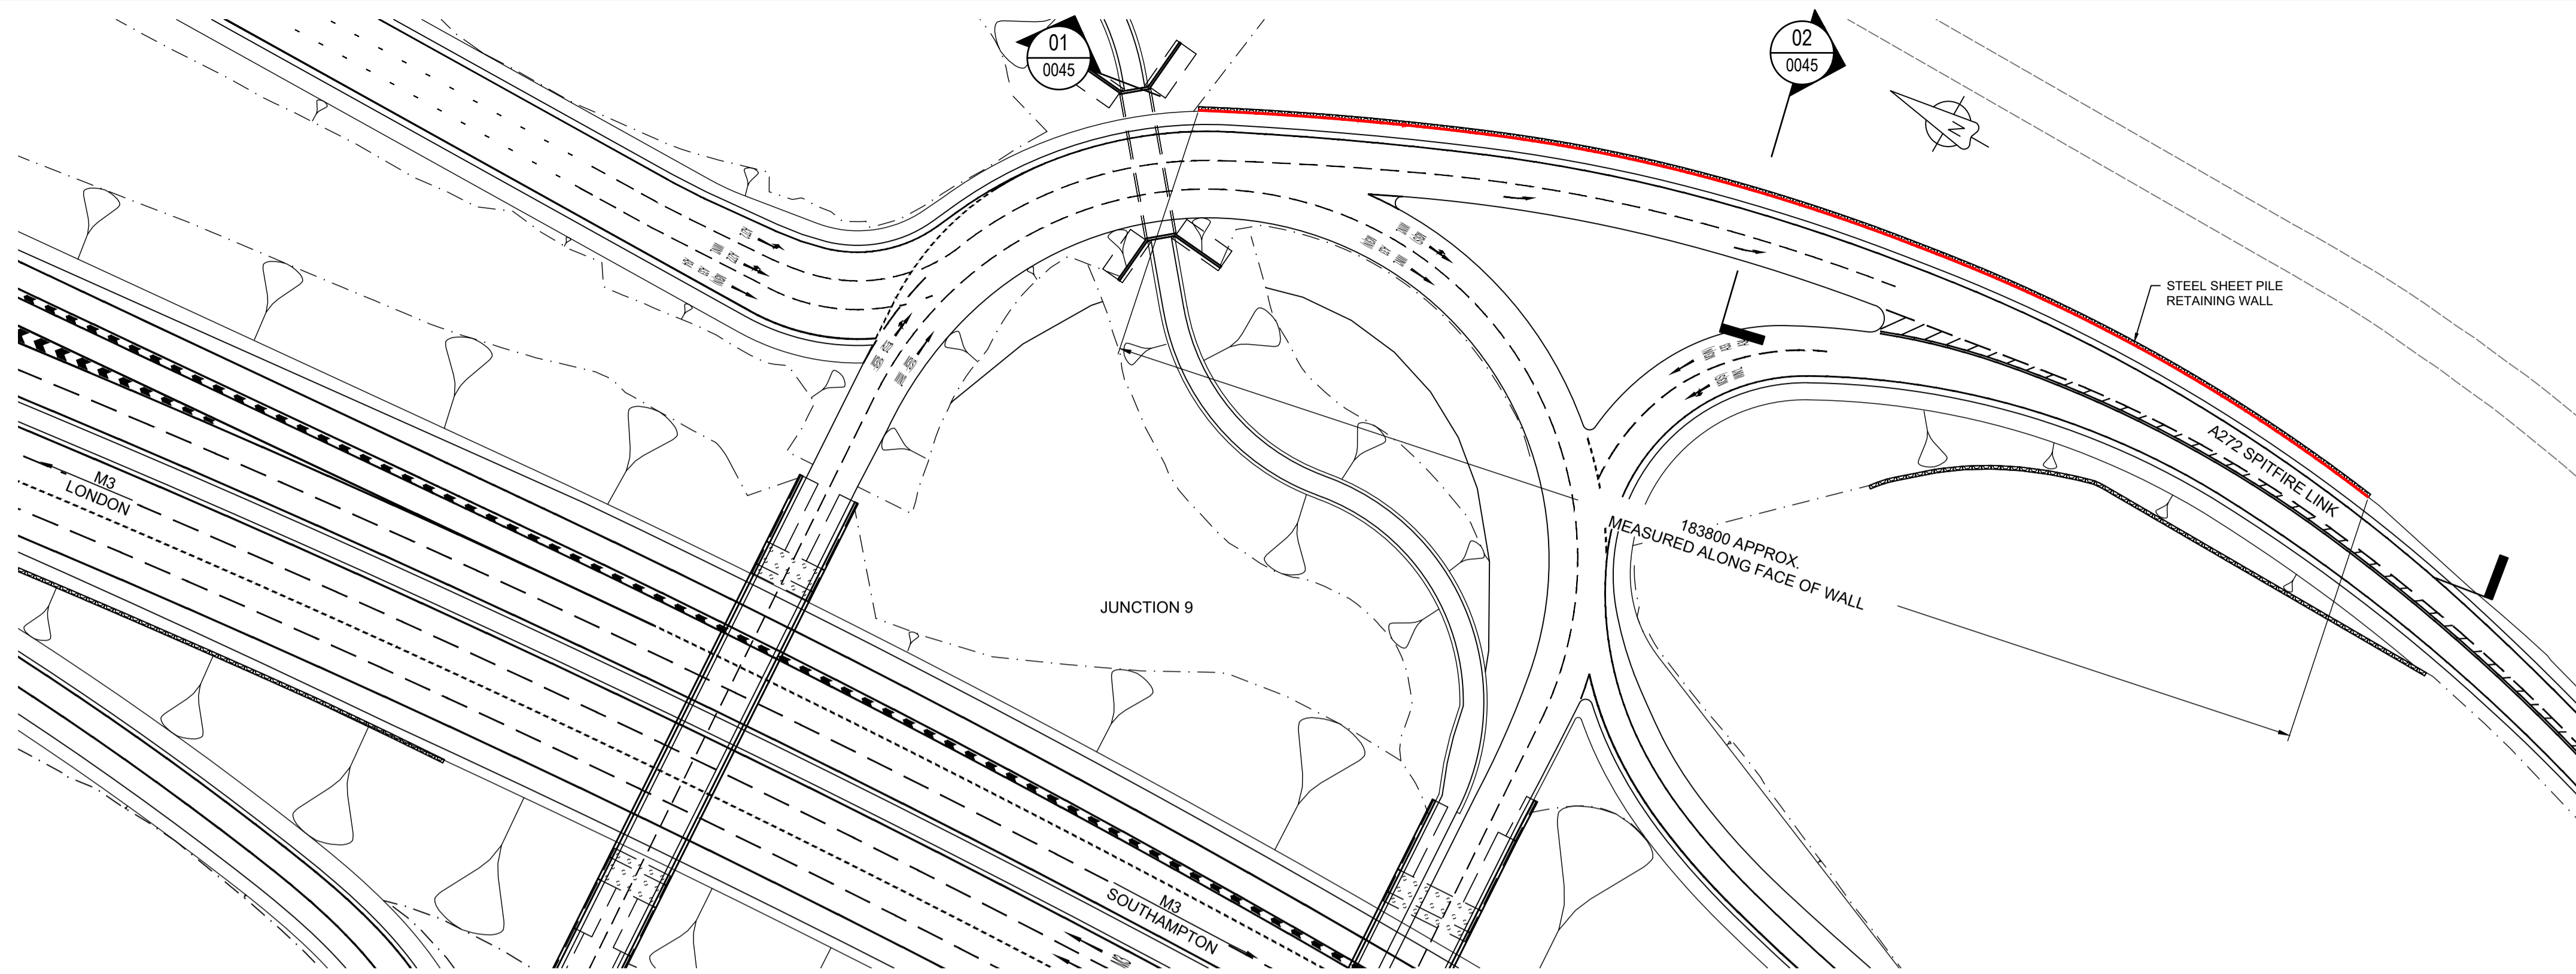 01
0045
02
0045
N
STEEL SHEET PILE
RETAINING WALL
A272 SPITFIRE LINK
M3
LONDON
183800 APPROX.
MEASURED ALONG FACE OF WALL
JUNCTION 9
M3
SOUTHAMPTON